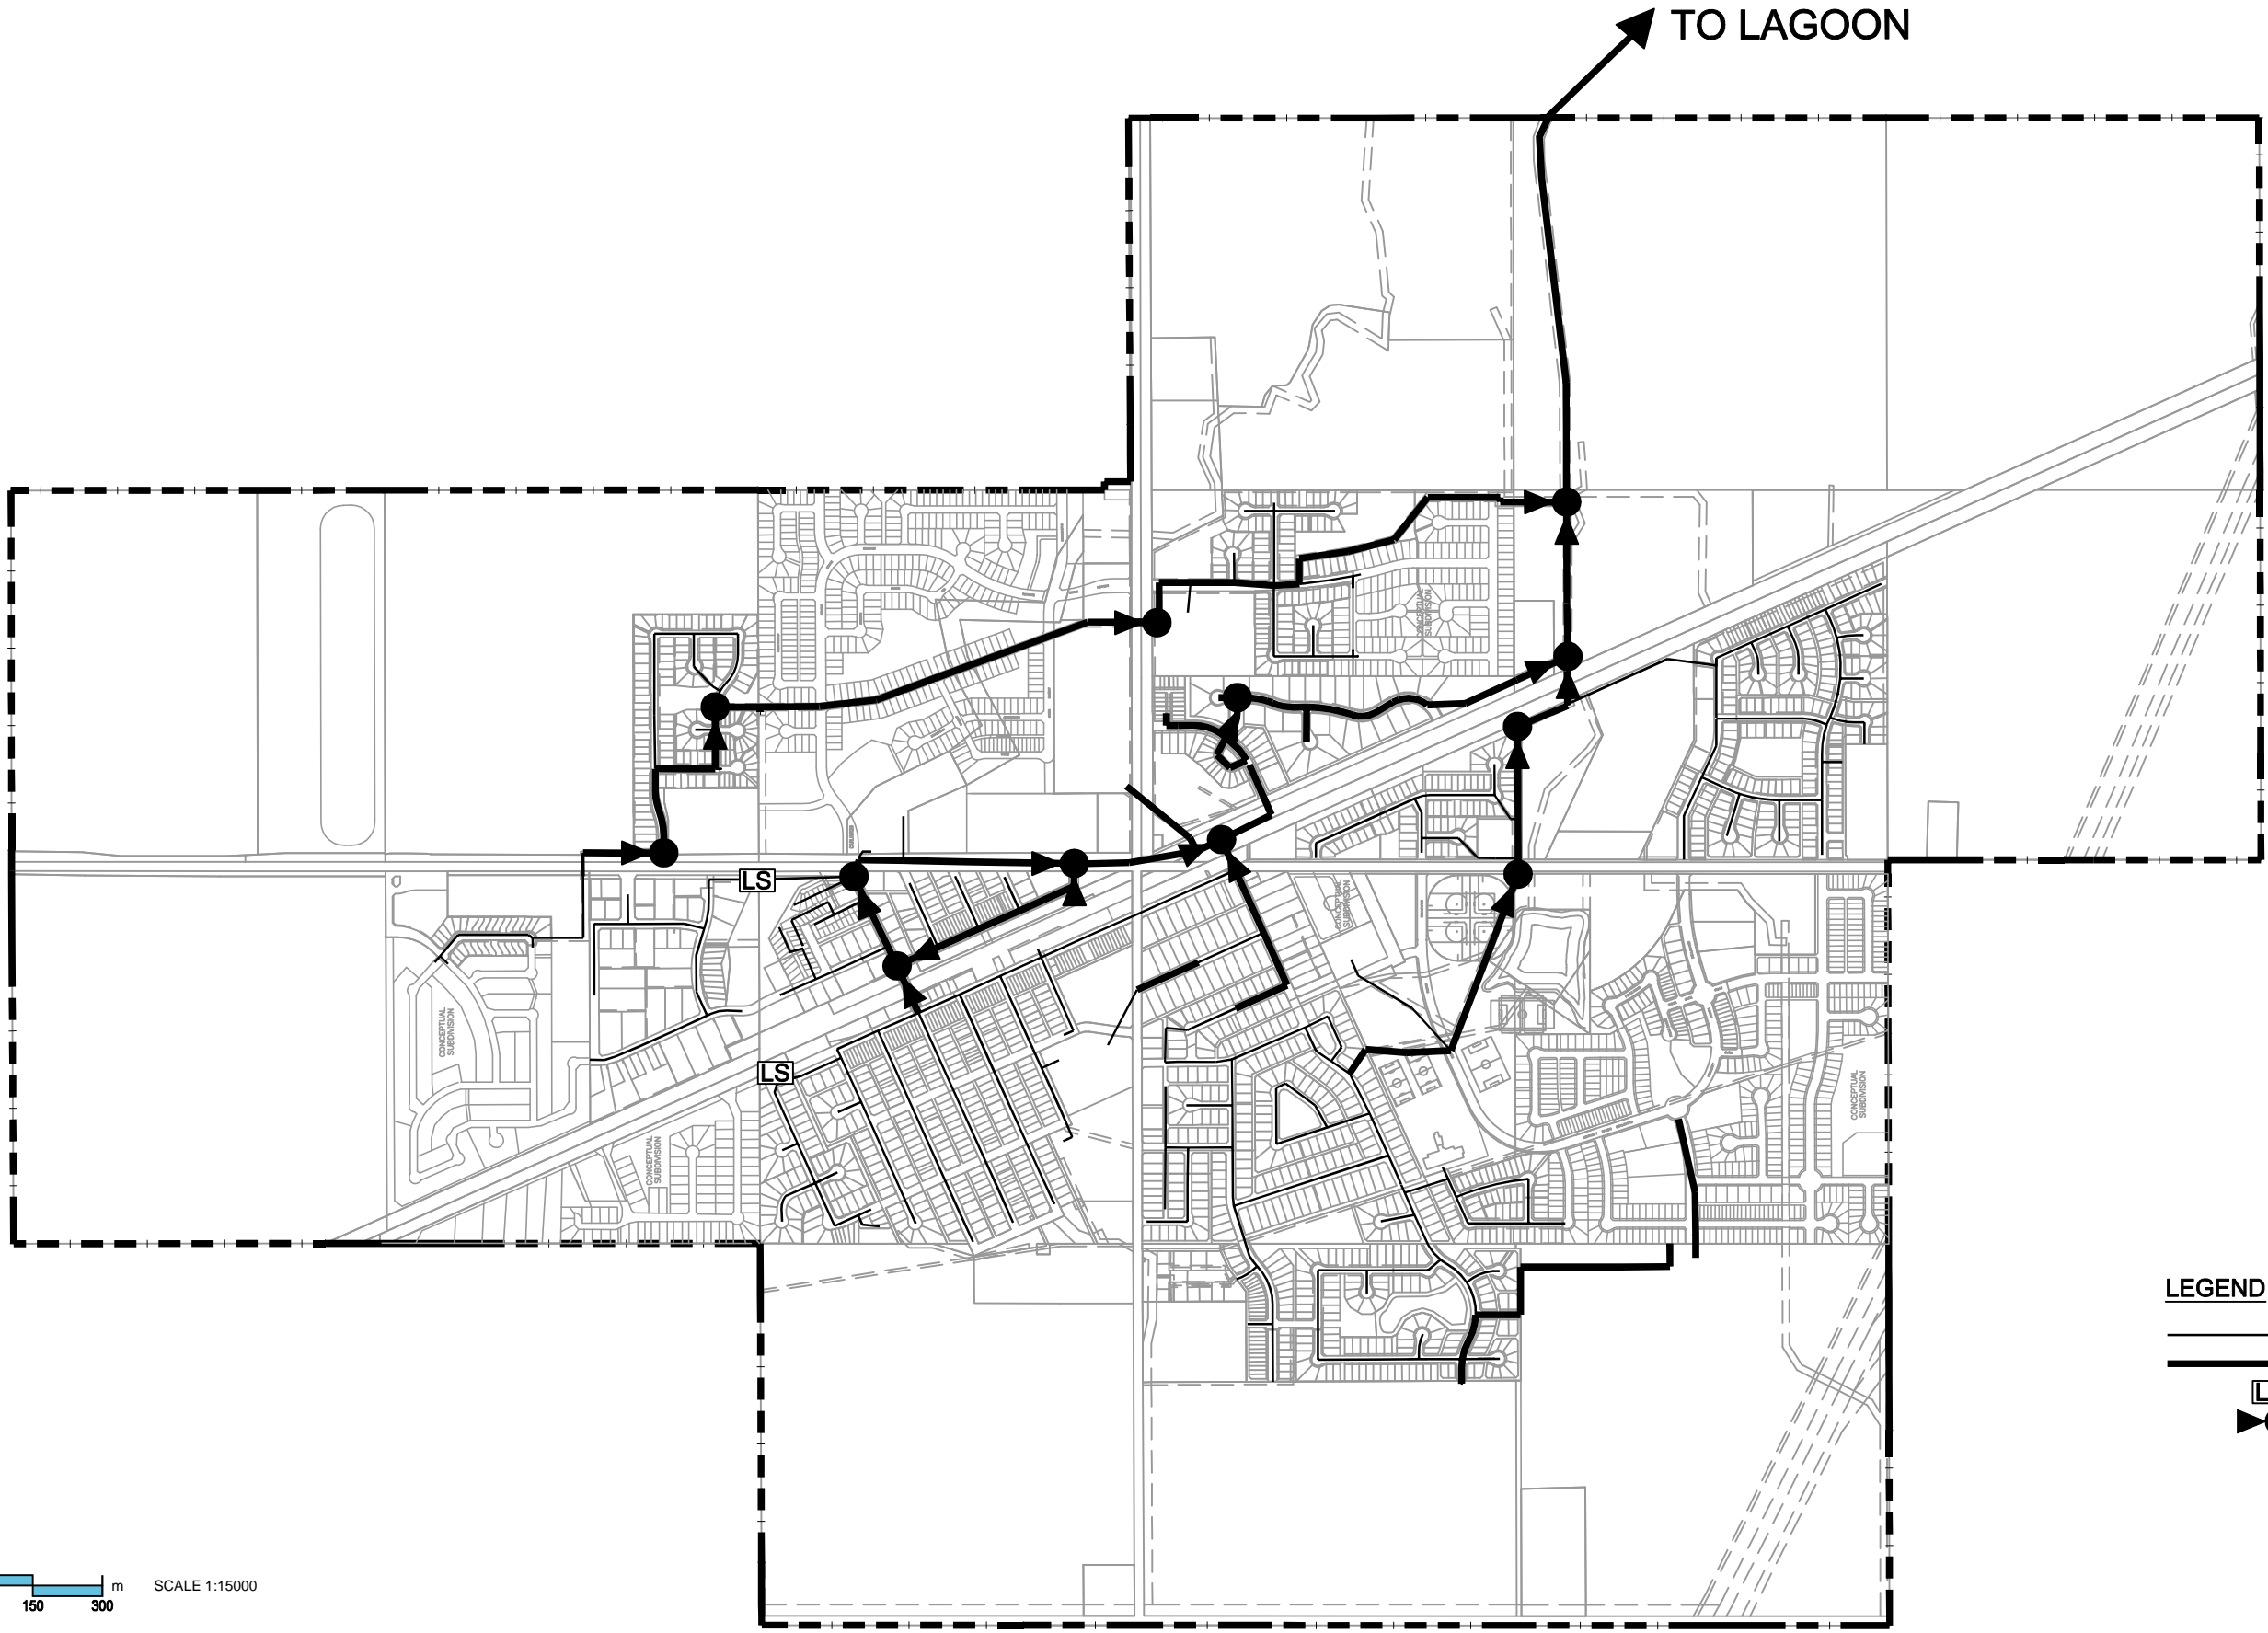 TO LAGOON
CONCEPTUAL
SUBDIVISION
LS
CONCEPTUAL
SUBDIVISION
CONCEPTUAL
SUBDIVISION
LS
CONCEPTUAL
SUBDIVISION
CONCEPTUAL
SUBDIVISION
LEGEND
L
m SCALE 1:15000
150 300